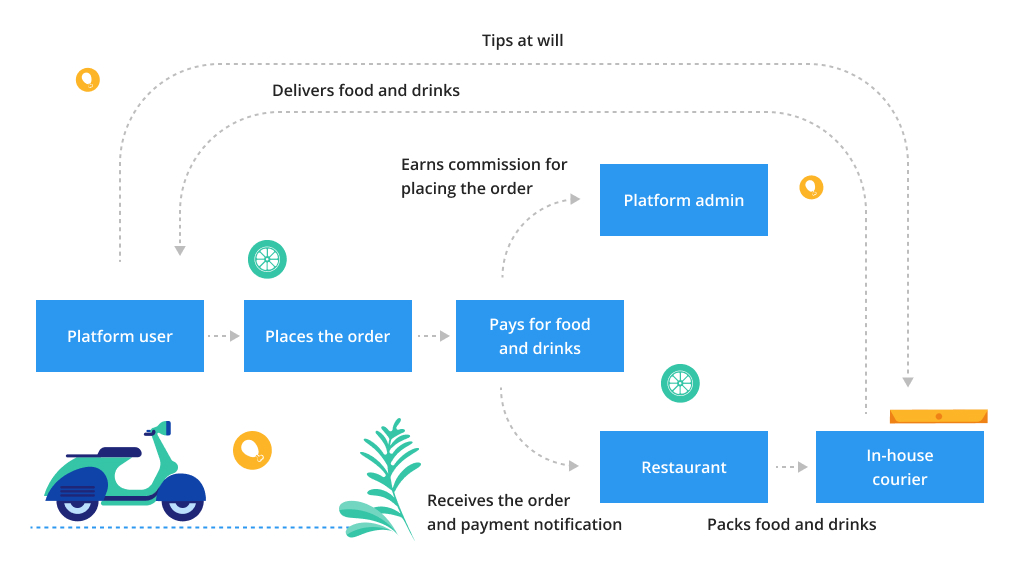 Tips at will
Delivers food and drinks
Earns commission for
placing the order
Platform admin
Platform user
Places the order
Pays for food
and drinks
Restaurant
In-house
courier
Receives the order
and payment notification
Packs food and drinks